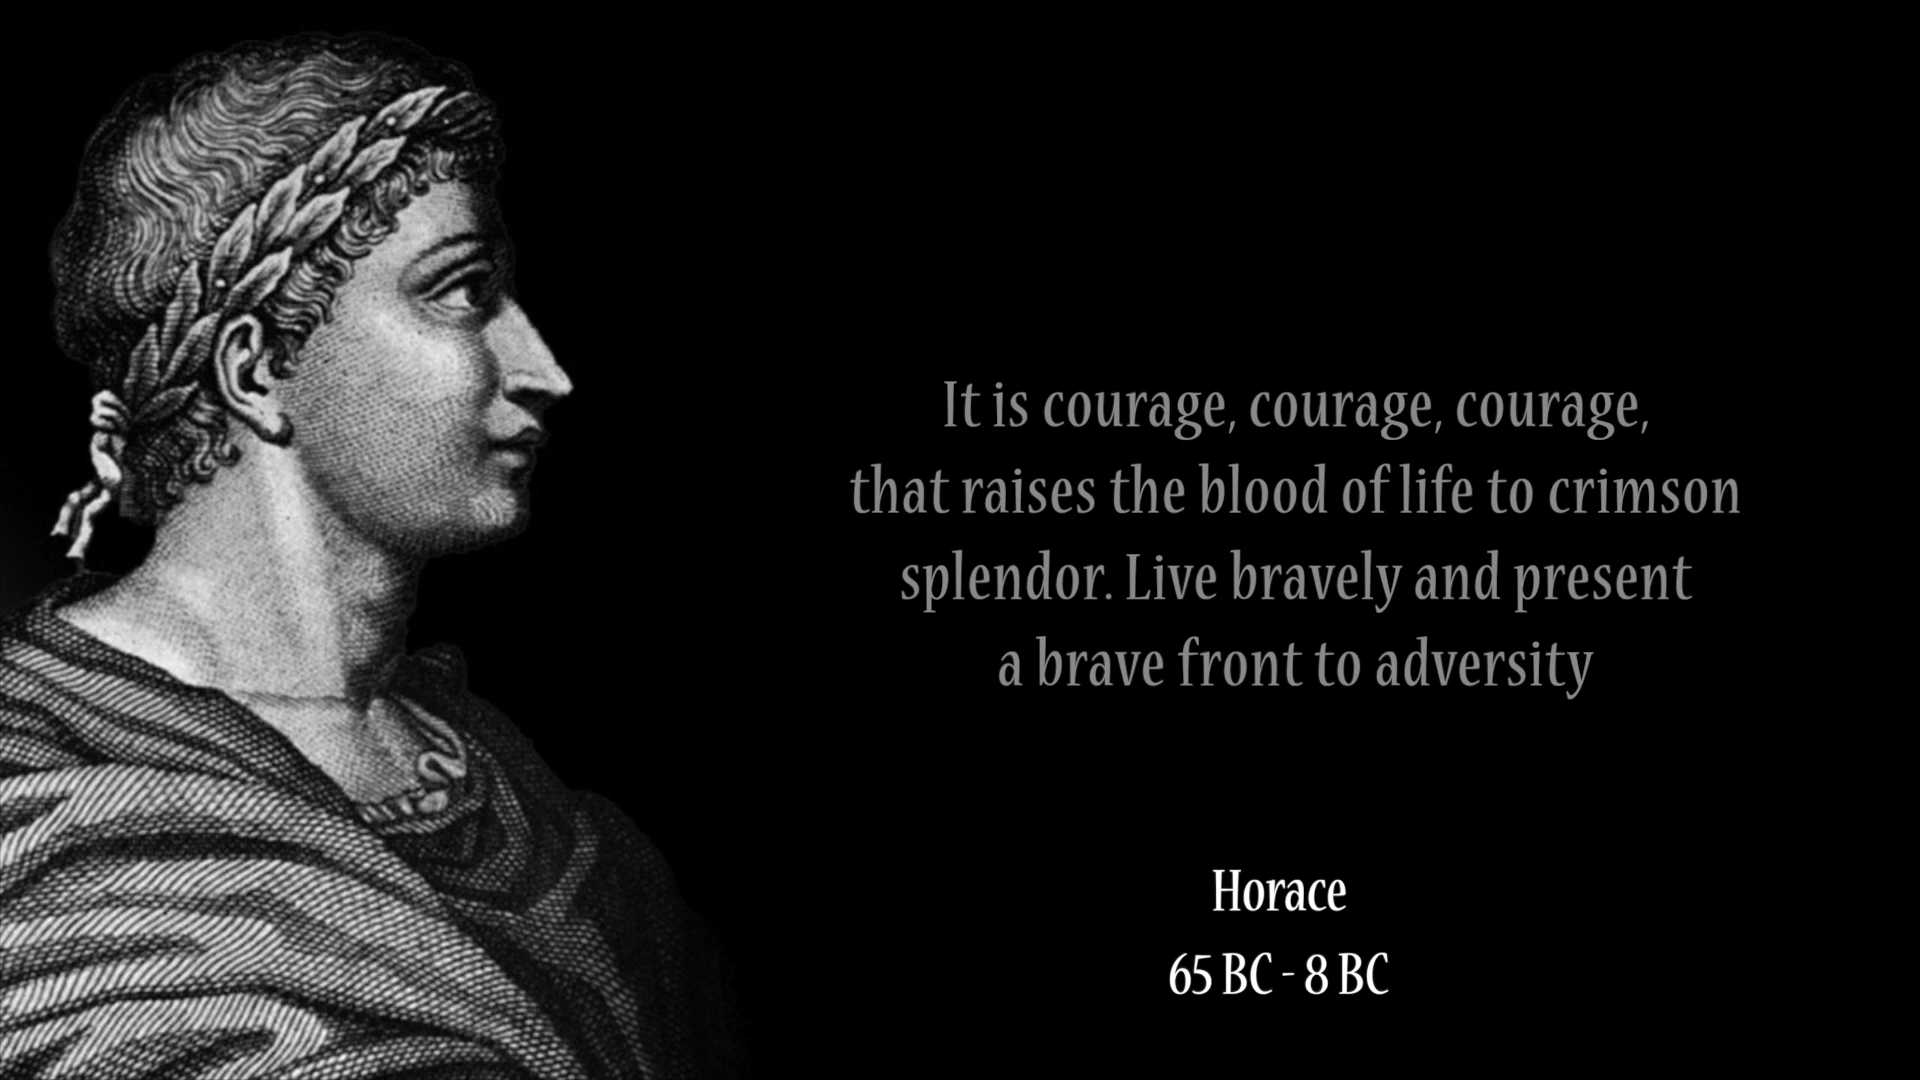 It is courage, courage, courage,
that raises the blood of life to crimson
splendor. Live bravely and present
a brave front to adversity
Horace
65 BC - 8 BC